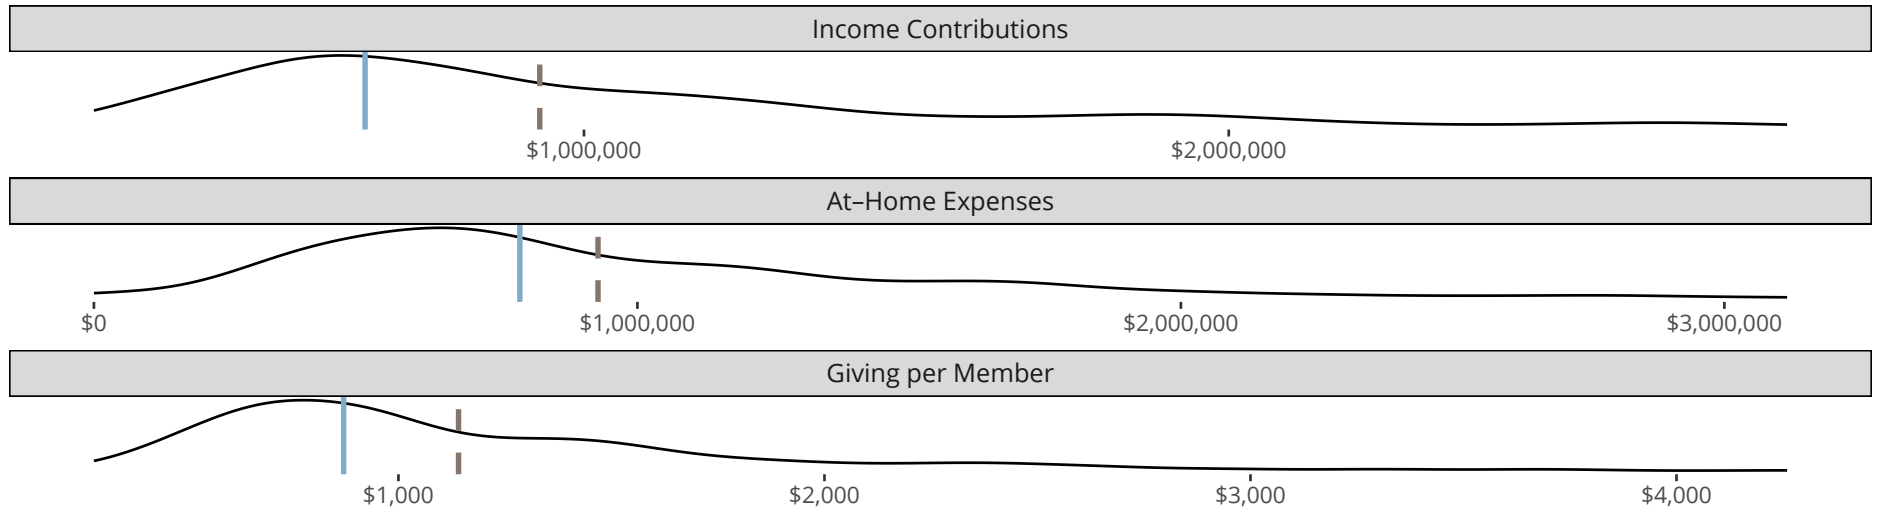 Income Contributions
$1,000,000 $2,000,000
At–Home Expenses
$0 $1,000,000 $2,000,000 $3,000,000
Giving per Member
$1,000 $2,000 $3,000 $4,000